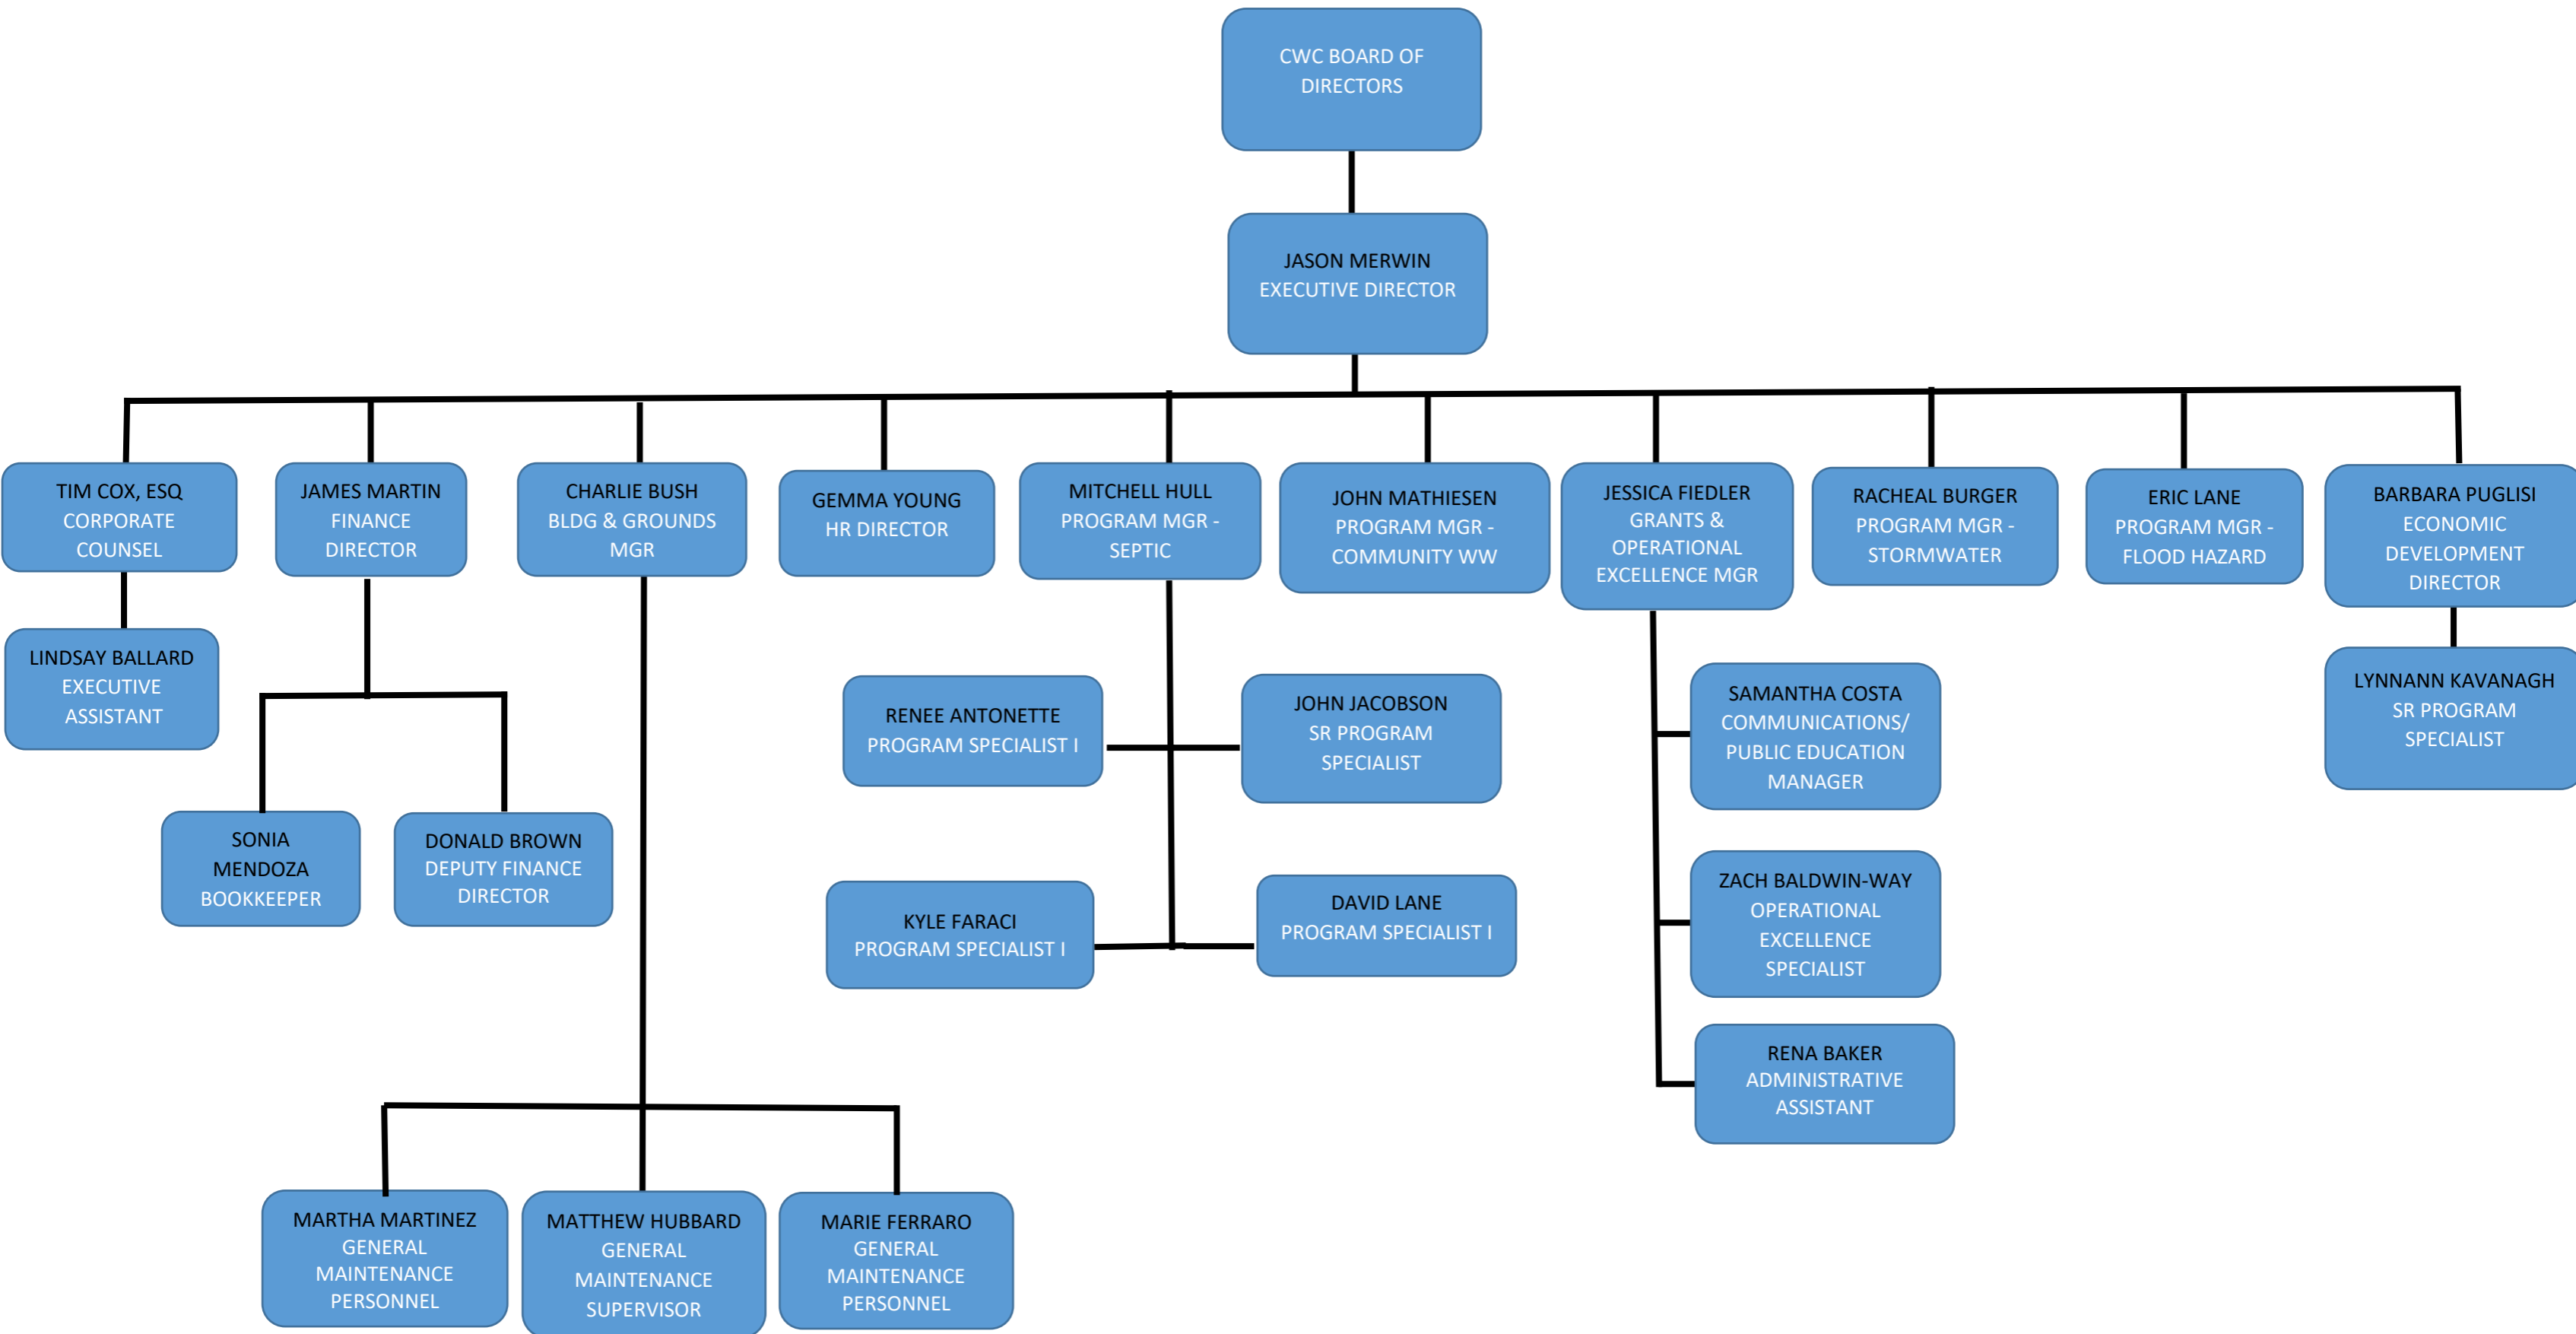 CWC BOARD OF
DIRECTORS
JASON MERWIN
EXECUTIVE DIRECTOR
TIM COX, ESQ
CORPORATE
COUNSEL
JAMES MARTIN
FINANCE
DIRECTOR
CHARLIE BUSH
BLDG & GROUNDS
MGR
GEMMA YOUNG
HR DIRECTOR
MITCHELL HULL
PROGRAM MGR -
SEPTIC
JOHN MATHIESEN
PROGRAM MGR -
COMMUNITY WW
JESSICA FIEDLER
GRANTS &
OPERATIONAL
EXCELLENCE MGR
RACHEAL BURGER
PROGRAM MGR -
STORMWATER
ERIC LANE
PROGRAM MGR -
FLOOD HAZARD
BARBARA PUGLISI
ECONOMIC
DEVELOPMENT
DIRECTOR
LINDSAY BALLARD
EXECUTIVE
ASSISTANT
RENEE ANTONETTE
PROGRAM SPECIALIST I
JOHN JACOBSON
SR PROGRAM
SPECIALIST
SAMANTHA COSTA
COMMUNICATIONS/
PUBLIC EDUCATION
MANAGER
LYNNANN KAVANAGH
SR PROGRAM
SPECIALIST
SONIA
MENDOZA
BOOKKEEPER
DONALD BROWN
DEPUTY FINANCE
DIRECTOR
KYLE FARACI
PROGRAM SPECIALIST I
DAVID LANE
PROGRAM SPECIALIST I
ZACH BALDWIN-WAY
OPERATIONAL
EXCELLENCE
SPECIALIST
RENA BAKER
ADMINISTRATIVE
ASSISTANT
MARTHA MARTINEZ
GENERAL
MAINTENANCE
PERSONNEL
MATTHEW HUBBARD
GENERAL
MAINTENANCE
SUPERVISOR
MARIE FERRARO
GENERAL
MAINTENANCE
PERSONNEL